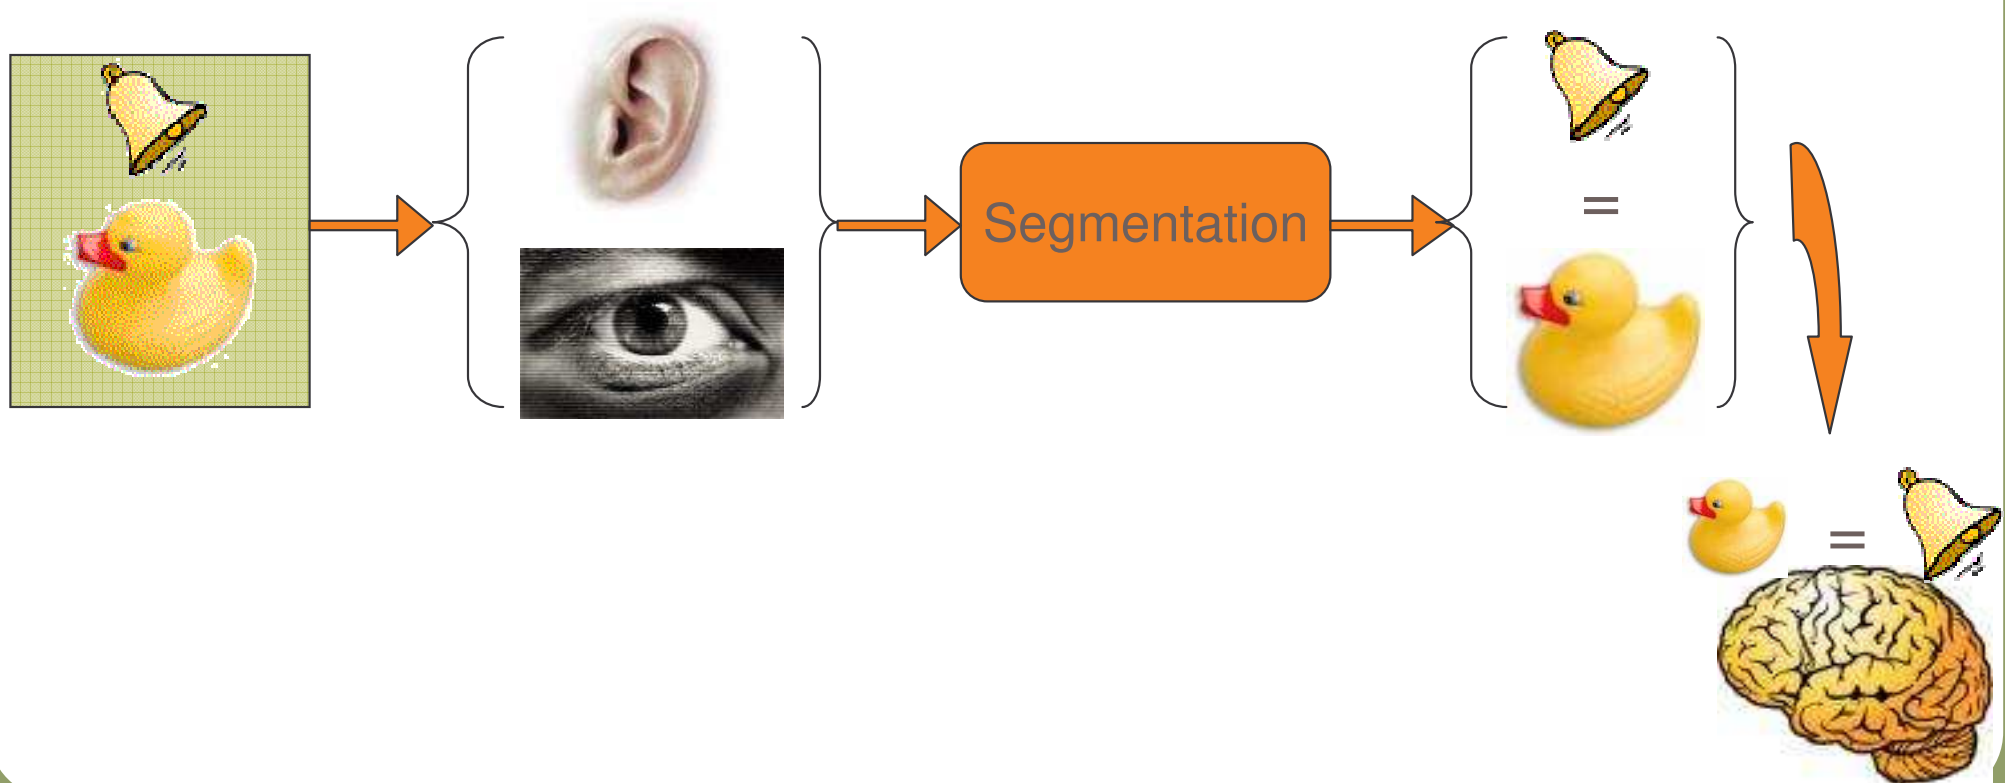 Segmentation
=
=